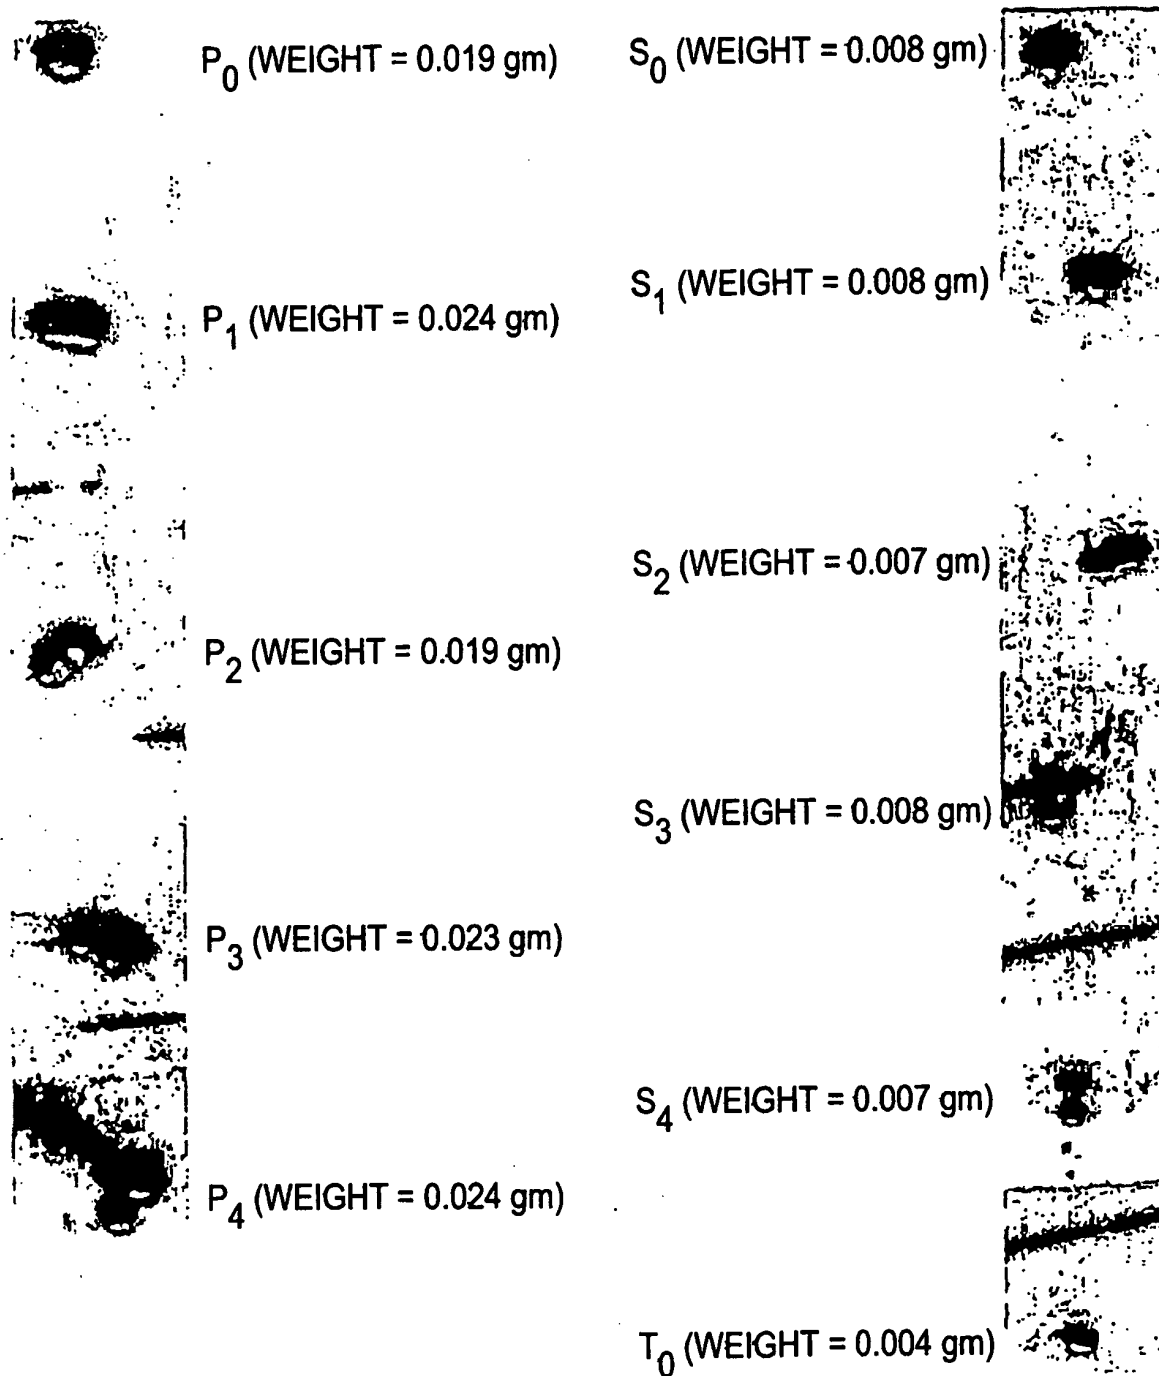 P0 (WEIGHT = 0.019 gm)
P1 (WEIGHT = 0.024 gm)
P2 (WEIGHT = 0.019 gm)
P3 (WEIGHT = 0.023 gm)
P4 (WEIGHT = 0.024 gm)
S0 (WEIGHT = 0.008 gm)
S1 (WEIGHT = 0.008 gm)
S2 (WEIGHT = 0.007 gm)
S3 (WEIGHT = 0.008 gm)
S4 (WEIGHT = 0.007 gm)
T0 (WEIGHT = 0.004 gm)